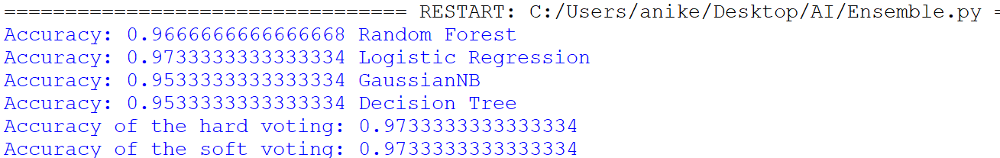 ================================= RESTART: C:/Users/anike/Desktop/AI/Ensemble.py =
Accuracy: 0.9666666666666668 Random Forest
Accuracy: 0.9733333333333334 Logistic Regression
Accuracy: 0.9533333333333334 GaussianNB
Accuracy: 0.9533333333333334 Decision Tree
Accuracy of the hard voting: 0.9733333333333334
Accuracy of the soft voting: 0.9733333333333334